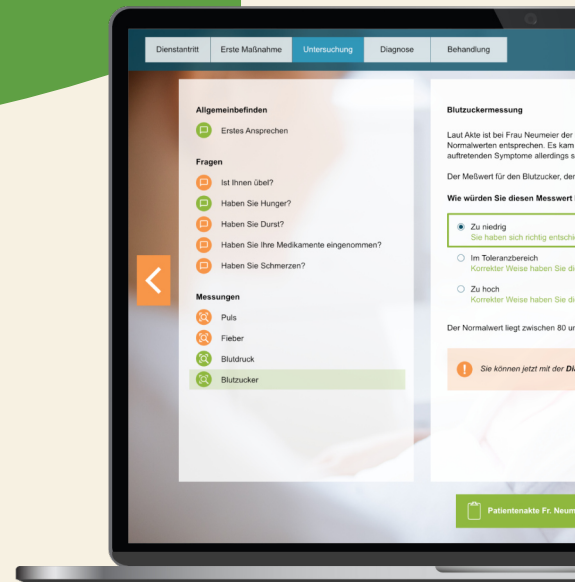 Dienstantritt
Erste Maßnahme
Untersuchung
Diagnose
Behandlung
Allgemeinbefinden
Erstes Ansprechen
Fragen
Ist Ihnen übel?
Haben Sie Hunger?
Haben Sie Durst?
Haben Sie Ihre Medikamente eingenommen?
Haben Sie Schmerzen?
Messungen
Puls
Fieber
Blutdruck
Blutzucker
Blutzuckermessung
Laut Akte ist bei Frau Neumeier der
Normalwerten entsprechen. Es kam
auftretenden Symptome allerdings s
Der Meßwert für den Blutzucker, der
Wie würden Sie diesen Messwert
Zu niedrig
Sie haben sich richtig entschie
Im Toleranzbereich
Korrekter Weise haben Sie di
Zu hoch
Korrekter Weise haben Sie di
Der Normalwert liegt zwischen 80 un
Sie können jetzt mit der Dia
Patientenakte Fr. Neum